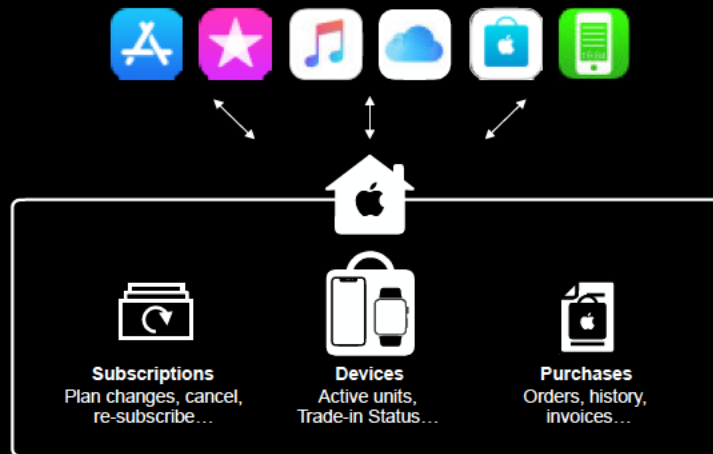 Subscriptions
Plan changes, cancel,
re-subscribe…
Devices
Active units,
Trade-in Status…
Purchases
Orders, history,
invoices…